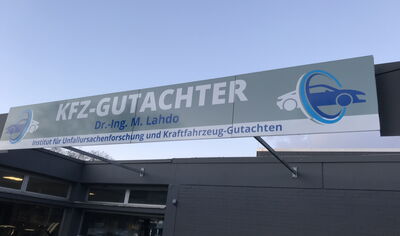 KFZ-GUTACHTER
Dr.-Ing. M. Lahdo
Institut für Unfallursachenforschung und Kraftfahrzeug-Gutachten